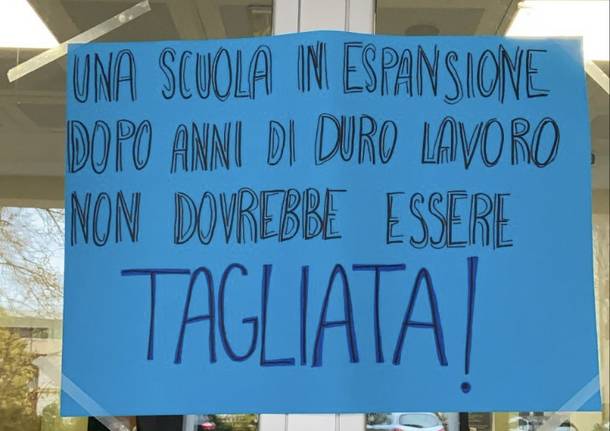 UNA SCUOLA IN ESPANSIONE
DOPO ANNI DI DURO LAVORO
NON DOVREBBE ESSERE
TAGLIATA!